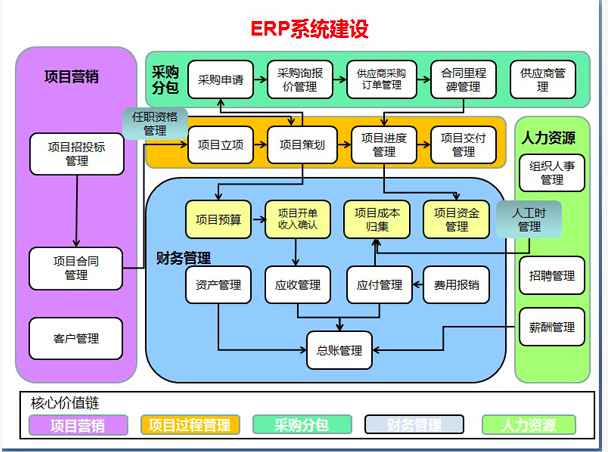 ERP系统建设
项目营销
采购
分包
采购申请
采购询报
价管理
供应商采购
订单管理
合同里程
碑管理
供应商管
理
任职资格
管理
项目立项
项目策划
项目进度
管理
项目交付
管理
人力资源
项目招投标
管理
组织人事
管理
项目预算
项目开单
收入确认
项目成本
归集
项目资金
管理
人工时
管理
项目合同
管理
财务管理
资产管理
应收管理
应付管理
费用报销
招聘管理
客户管理
总账管理
薪酬管理
核心价值链
项目营销
项目过程管理
采购分包
财务管理
人力资源